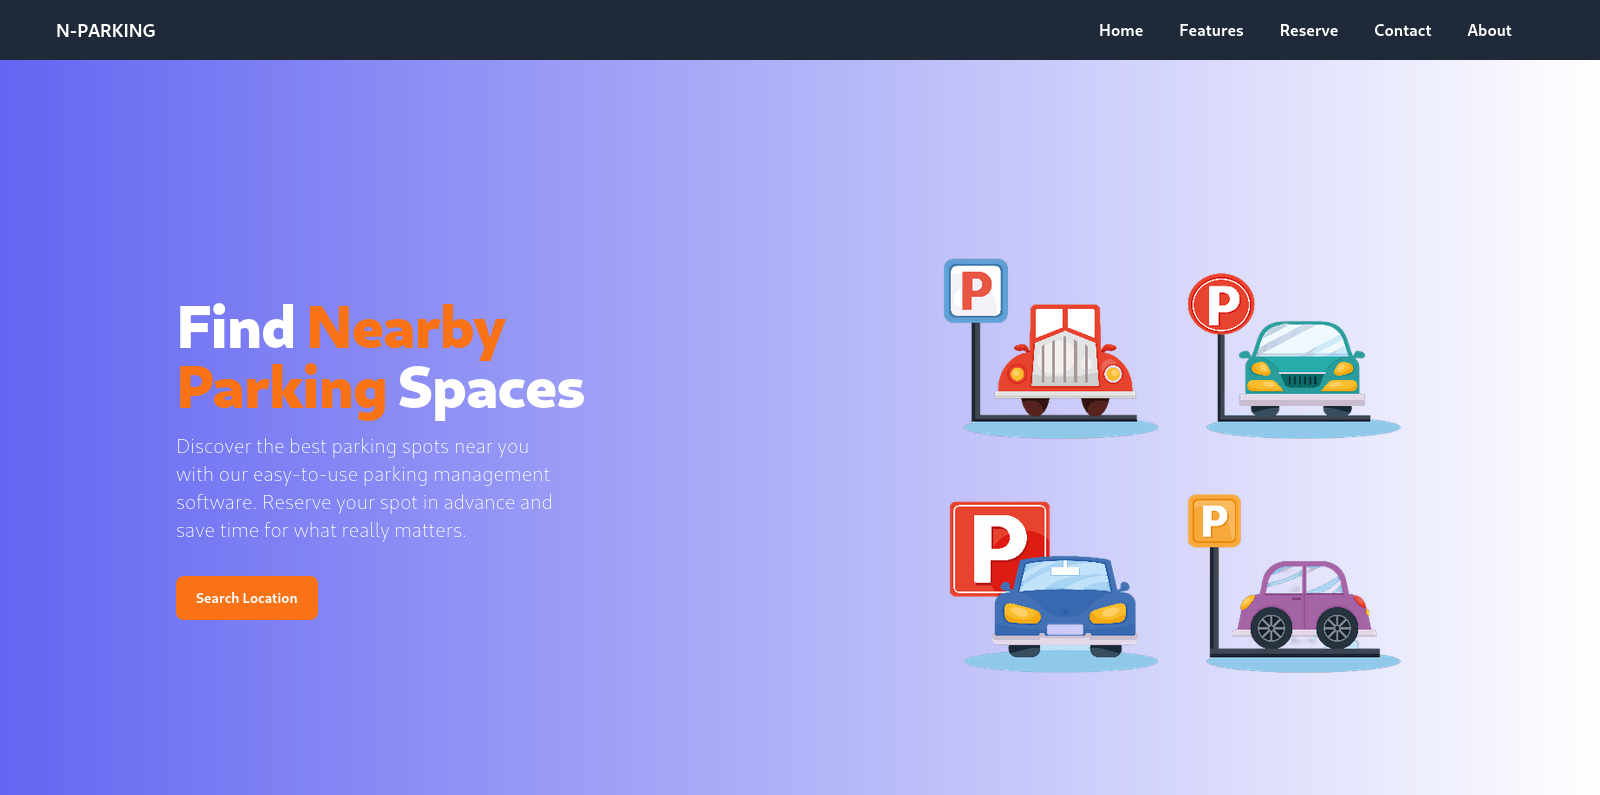 N-PARKING
Home Features Reserve Contact About
Find Nearby
Parking Spaces
Discover the best parking spots near you
with our easy-to-use parking management
software. Reserve your spot in advance and
save time for what really matters.
Search Location
P
P
P
P